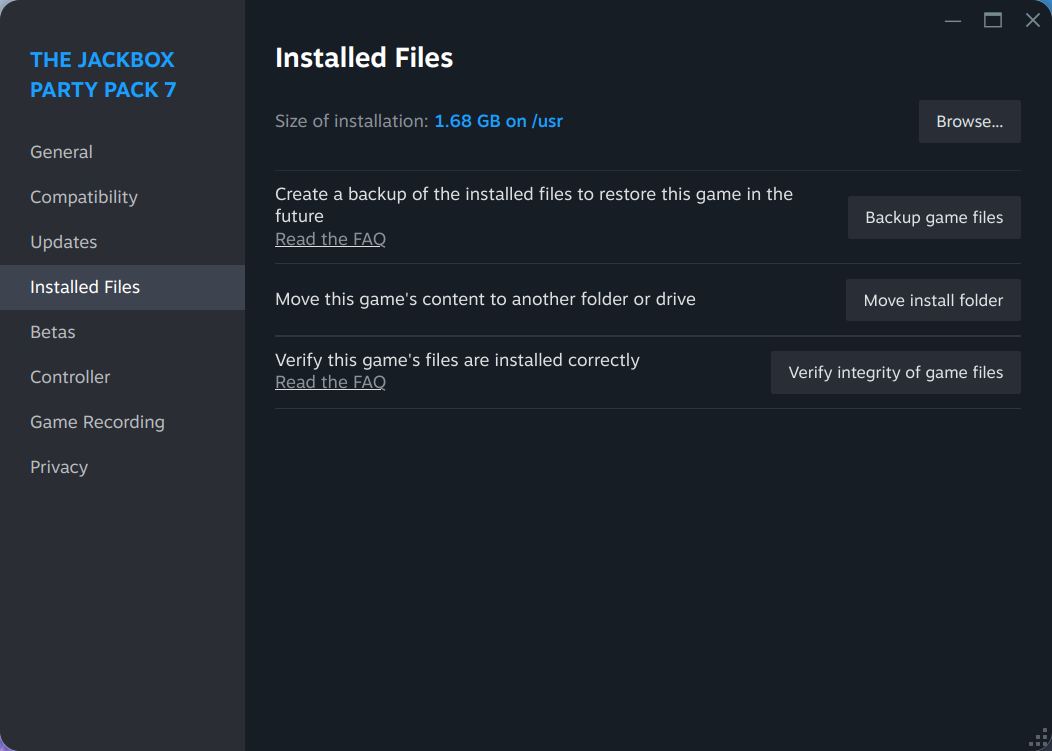 THE JACKBOX
PARTY PACK 7
General
Compatibility
Updates
Installed Files
Betas
Controller
Game Recording
Privacy
Installed Files
Size of installation: 1.68 GB on /usr
Browse...
Create a backup of the installed files to restore this game in the
future
Read the FAQ
Backup game files
Move this game's content to another folder or drive
Move install folder
Verify this game's files are installed correctly
Read the FAQ
Verify integrity of game files